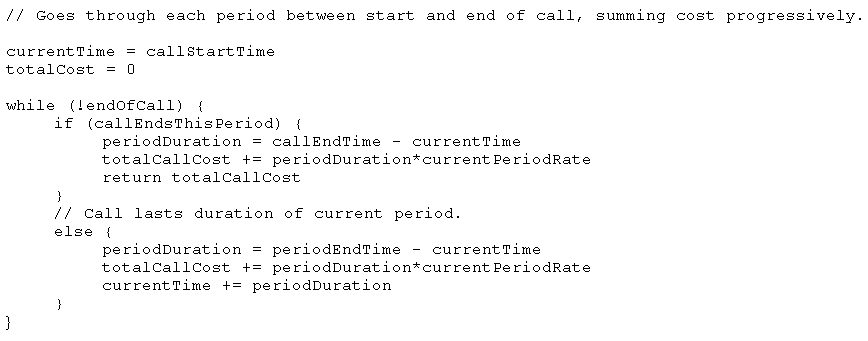 // Goes through each period between start and end of call, summing cost progressively.
currentTime = callStartTime
totalCost = 0
while (!endOfCall) {
if (callEndsThisPeriod) {
periodDuration = callEndTime - currentTime
totalCallCost += periodDuration*currentPeriodRate
return totalCallCost
}
// Call lasts duration of current period.
else {
periodDuration = periodEndTime - currentTime
totalCallCost += periodDuration*currentPeriodRate
currentTime += periodDuration
}
}